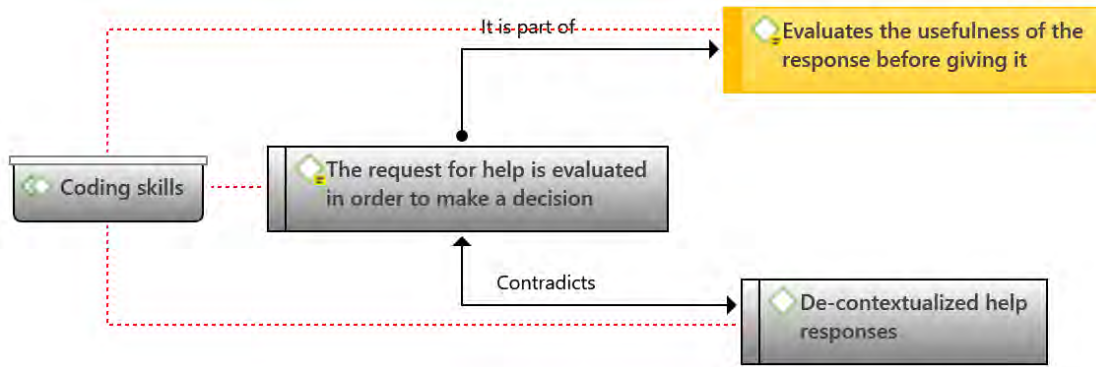 It is part of
Evaluates the usefulness of the
response before giving it
The request for help is evaluated
in order to make a decision
Coding skills
Contradicts
De-contextualized help
responses